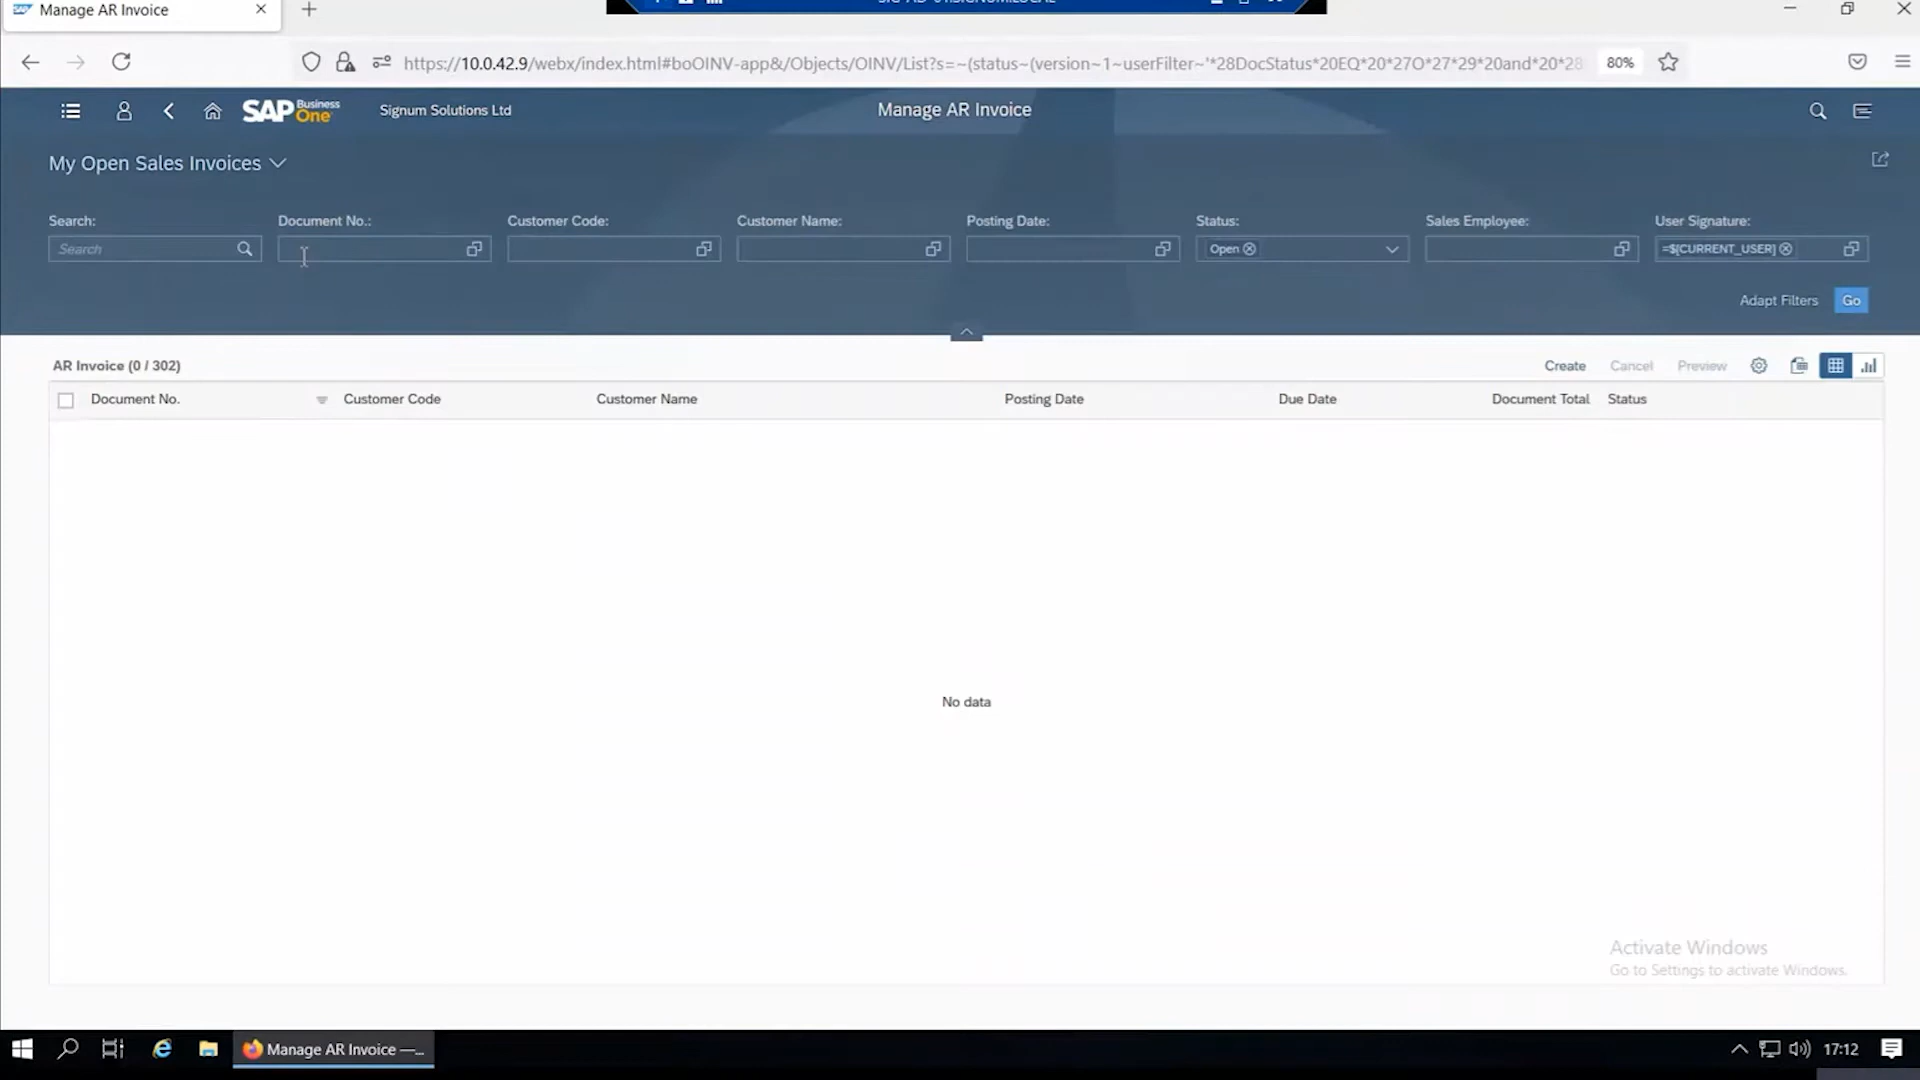 Manage AR Invoice
https://10.0.42.9/webx/index.html#boOINV-app&/Objects/OINV/List?s=~(status~(version~1~userFilter~'*28DocStatus*20EQ*20*27O*27*29*20and*20*28
80%
SAP Business One
Signum Solutions Ltd
Manage AR Invoice
My Open Sales Invoices
Search:
Document No.:
Customer Code:
Customer Name:
Posting Date:
Status:
Sales Employee:
User Signature:
Search
Open
=$[CURRENT_USER]
Adapt Filters
Go
AR Invoice (0 / 302)
Create
Cancel
Preview
Document No.
Customer Code
Customer Name
Posting Date
Due Date
Document Total
Status
No data
Activate Windows
Go to Settings to activate Windows.
Manage AR Invoice —...
17:12